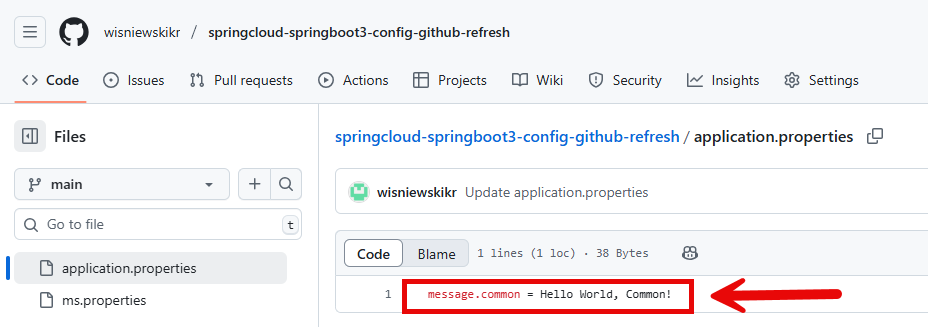 wisniewskikr / springcloud-springboot3-config-github-refresh
Code Issues Pull requests Actions Projects Wiki Security Insights Settings
Files
main
Go to file t
application.properties
ms.properties
springcloud-springboot3-config-github-refresh / application.properties
wisniewskikr Update application.properties
Code Blame 1 lines (1 loc) · 38 Bytes
1 message.common = Hello World, Common!